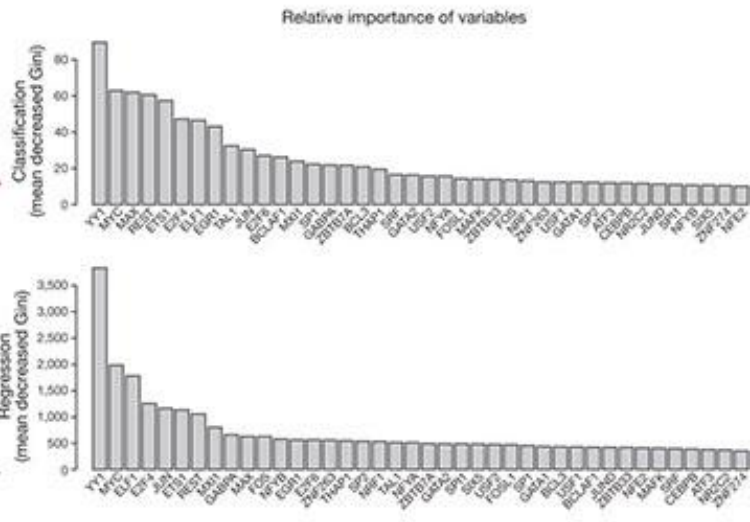 Relative importance of variables
Classification
(mean decreased Gini)
80
60
40
20
0
YY1 MYC MAX REST ETS1 E2F4 ELF1 EGR1 TAL1 JUN E2F6 BCLAF1 MXI1 SP1 GABPA ZBTB7A BCL3 THAP1 SRF GATA2 USF2 NFYA FOSL1 MAFK ZBTB33 FOS NRF1 ZNF263 USF1 GATA1 SP2 ATF3 CEBPB NR2C2 JUND SPI1 NFYB SIX5 ZNF274 NFE2
Regression
(mean decreased Gini)
3,500
3,000
2,500
2,000
1,500
1,000
500
0
YY1 MYC ELF1 E2F4 JUN ETS1 REST MXI1 GABPA MAX FOS NFYB EGR1 E2F6 ZNF263 THAP1 SP2 NRF1 TAL1 NFYA ZBTB7A GATA2 SPI1 SIX5 USF2 FOSL1 SP1 GATA1 BCL3 USF1 BCLAF1 JUND ZBTB33 NFE2 MAFK SRF CEBPB ATF3 NR2C2 ZNF274